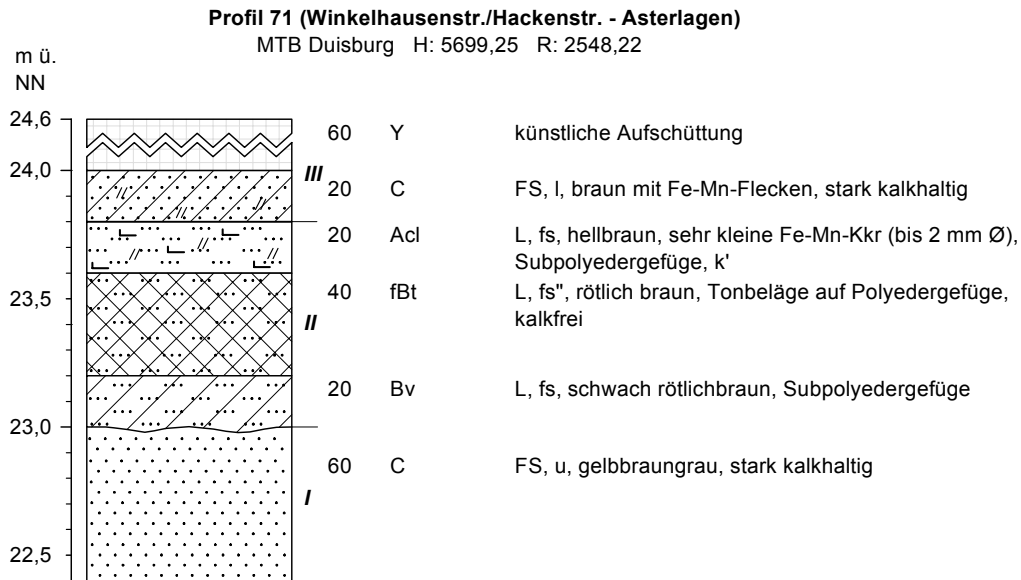 Profil 71 (Winkelhausenstr./Hackenstr. - Asterlagen)
MTB Duisburg H: 5699,25 R: 2548,22
m ü.
NN
24,6
60 Y künstliche Aufschüttung
24,0
III
20 C FS, l, braun mit Fe-Mn-Flecken, stark kalkhaltig
20 Acl L, fs, hellbraun, sehr kleine Fe-Mn-Kkr (bis 2 mm Ø),
Subpolyedergefüge, k'
23,5
40 fBt L, fs", rötlich braun, Tonbeläge auf Polyedergefüge,
kalkfrei
II
20 Bv L, fs, schwach rötlichbraun, Subpolyedergefüge
23,0
60 C FS, u, gelbbraungrau, stark kalkhaltig
I
22,5